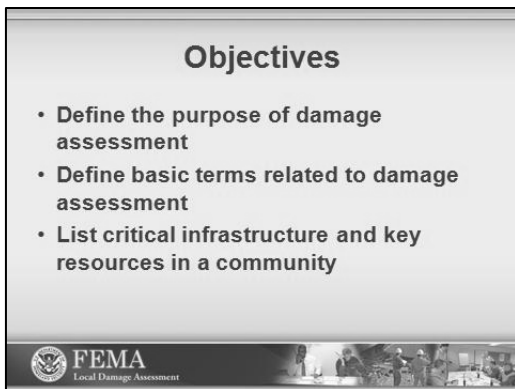 Objectives
• Define the purpose of damage
assessment
• Define basic terms related to damage
assessment
• List critical infrastructure and key
resources in a community
FEMA
Local Damage Assessment